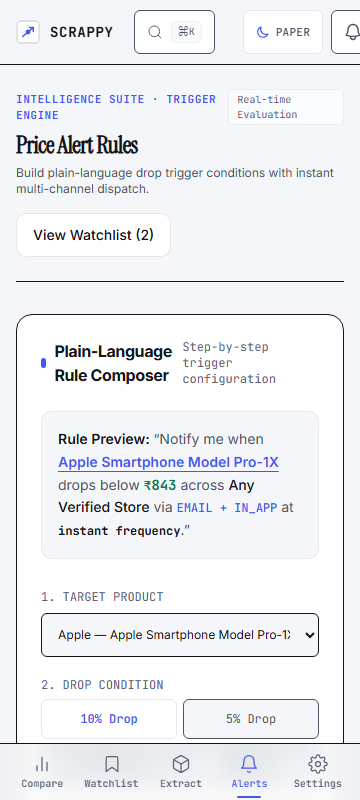 SCRAPPY
⌘K
PAPER
INTELLIGENCE SUITE · TRIGGER
ENGINE
Real-time
Evaluation
Price Alert Rules
Build plain-language drop trigger conditions with instant
multi-channel dispatch.
View Watchlist (2)
Plain-Language
Rule Composer
Step-by-step
trigger
configuration
Rule Preview: “Notify me when
Apple Smartphone Model Pro-1X
drops below ₹843 across Any
Verified Store via EMAIL + IN_APP at
instant frequency.”
1. TARGET PRODUCT
Apple — Apple Smartphone Model Pro-1X
2. DROP CONDITION
10% Drop
5% Drop
Compare
Watchlist
Extract
Alerts
Settings